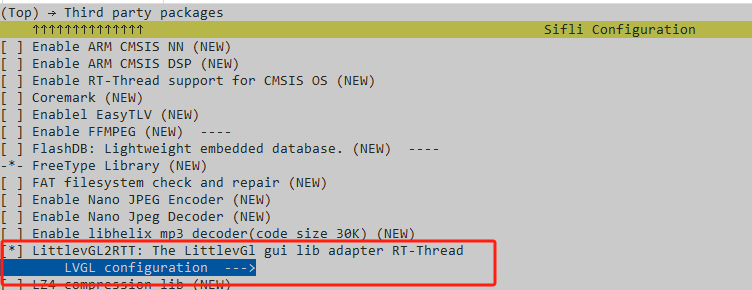 (Top) → Third party packages
↑↑↑↑↑↑↑↑↑↑↑↑↑↑ Sifli Configuration
[ ] Enable ARM CMSIS NN (NEW)
[ ] Enable ARM CMSIS DSP (NEW)
[ ] Enable RT-Thread support for CMSIS OS (NEW)
[ ] Coremark (NEW)
[ ] Enablel EasyTLV (NEW)
[ ] Enable FFMPEG (NEW) ----
[ ] FlashDB: Lightweight embedded database. (NEW) ----
-*- FreeType Library (NEW)
[ ] FAT filesystem check and repair (NEW)
[ ] Enable Nano JPEG Encoder (NEW)
[ ] Enable Nano Jpeg Decoder (NEW)
[ ] Enable libhelix mp3 decoder(code size 30K) (NEW)
[*] LittlevGL2RTT: The LittlevGl gui lib adapter RT-Thread
LVGL configuration --->
[ ] LZ4 compression lib (NEW)